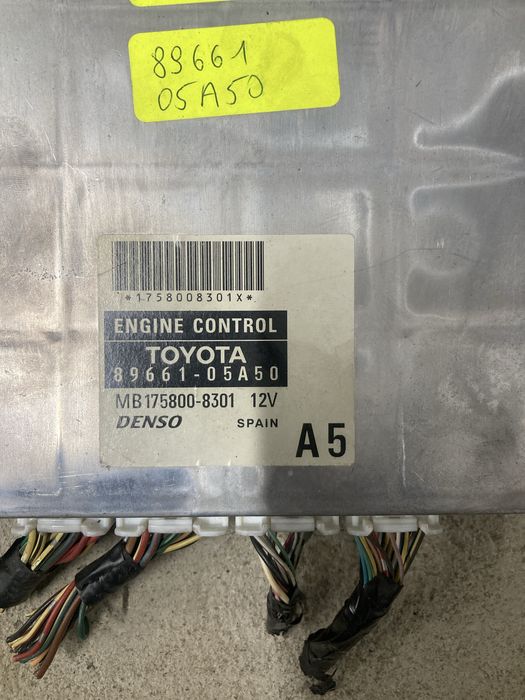 89661
05A50
*1758008301X*
ENGINE CONTROL
TOYOTA
89661-05A50
MB175800-8301 12V
DENSO SPAIN
A5